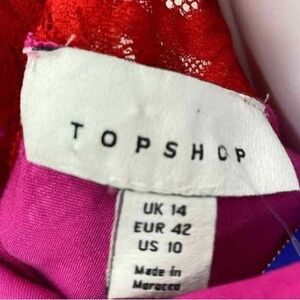 TOPSHOP
UK 14
EUR 42
US 10
Made in
Morocco